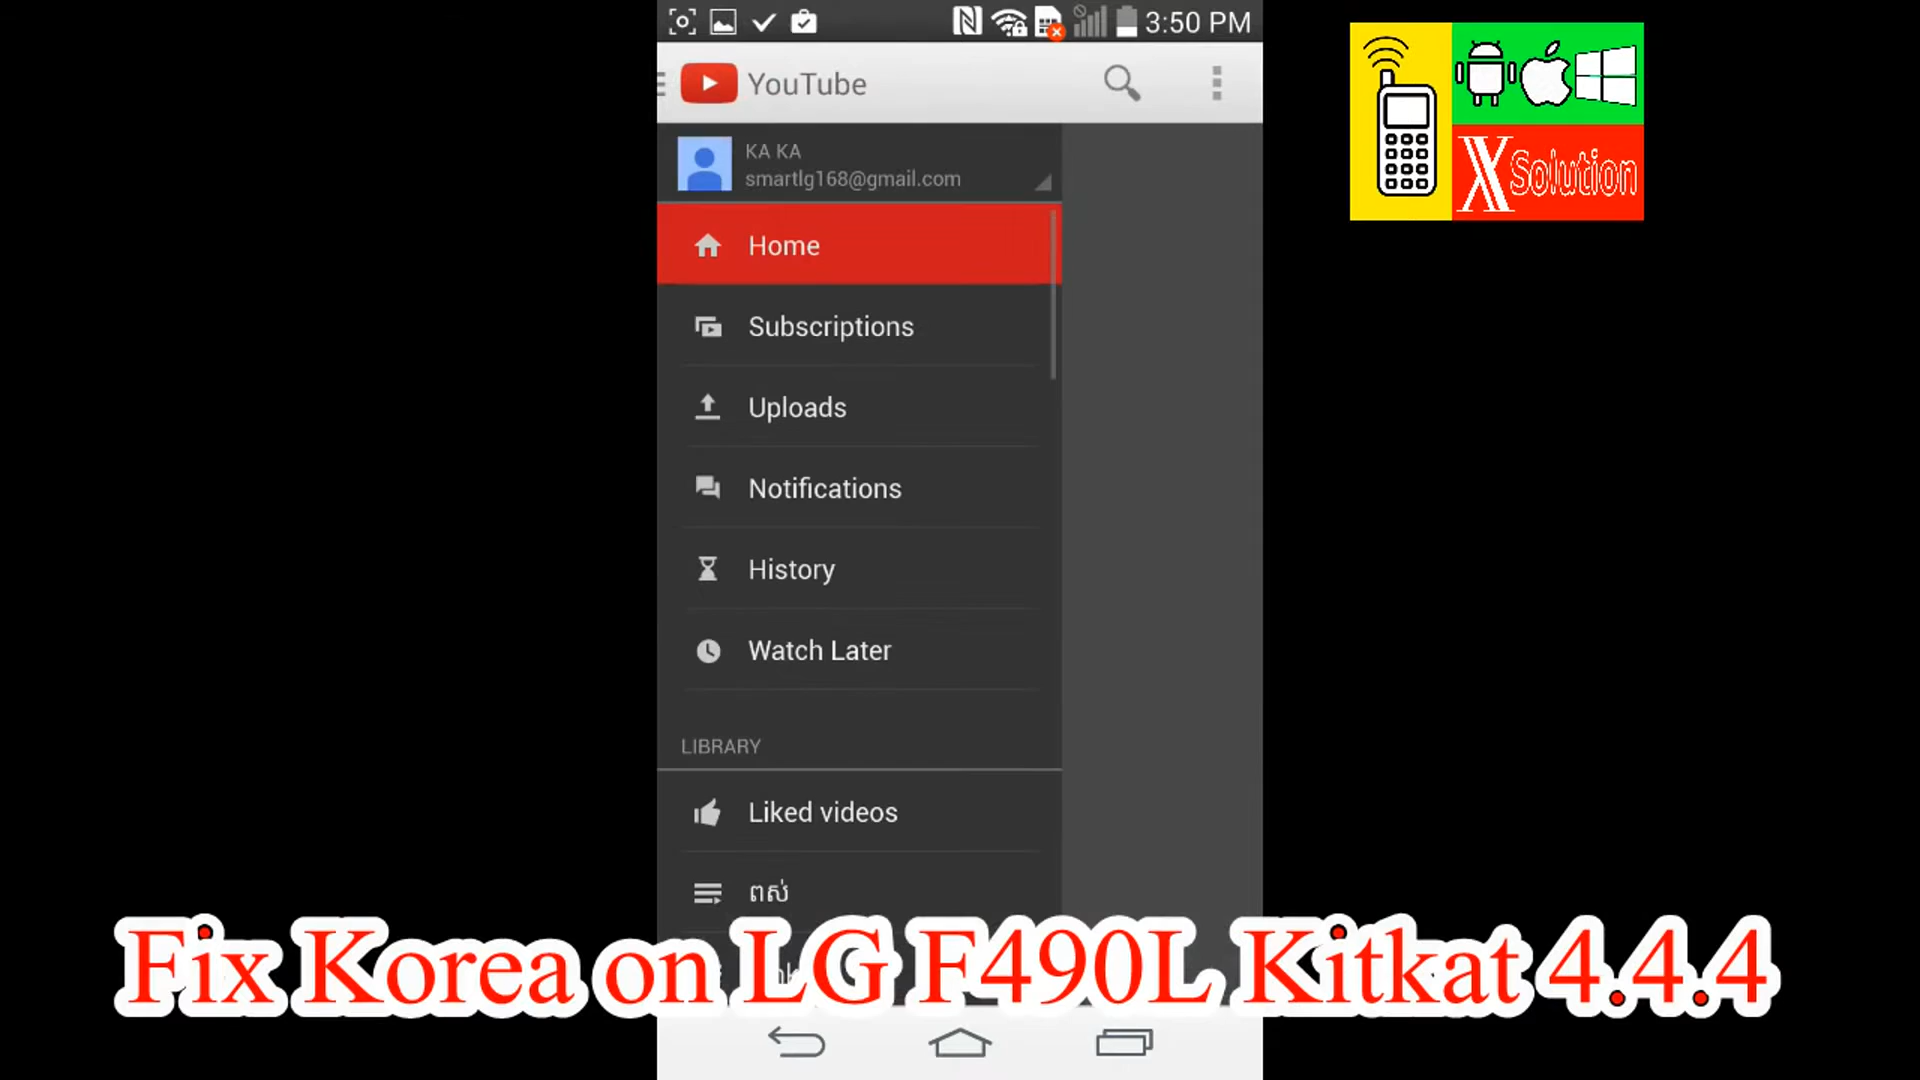 3:50 PM
YouTube
KA KA
smartlg168@gmail.com
Home
Subscriptions
Uploads
Notifications
History
Watch Later
LIBRARY
Liked videos
ពស់
X Solution
Fix Korea on LG F490L Kitkat 4.4.4